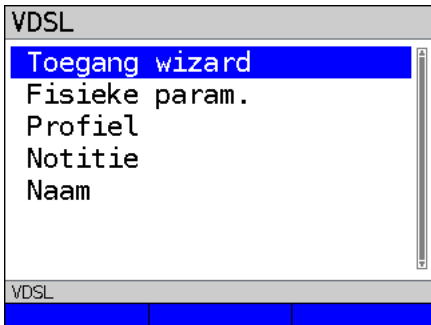 VDSL
Toegang wizard
Fisieke param.
Profiel
Notitie
Naam
VDSL